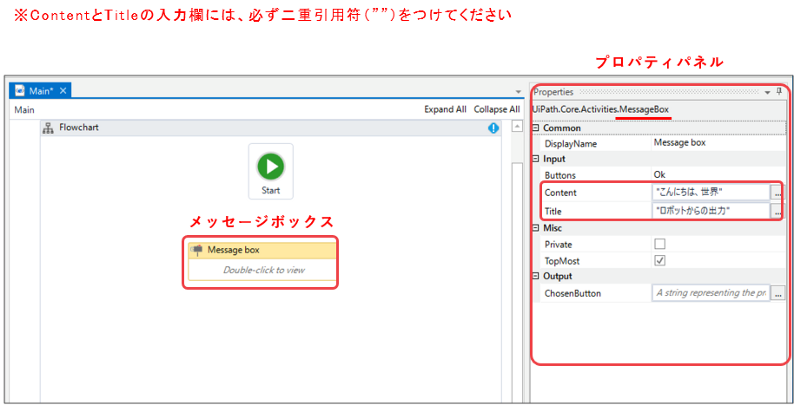 ※ContentとTitleの入力欄には、必ず二重引用符("")をつけてください
プロパティパネル
Main* ×
Main
Expand All Collapse All
Flowchart
Start
メッセージボックス
Message box
Double-click to view
Properties
UiPath.Core.Activities.MessageBox
Common
DisplayName Message box
Input
Buttons Ok
Content "こんにちは、世界" ...
Title "ロボットからの出力" ...
Misc
Private
TopMost
Output
ChosenButton A string representing the pr ...